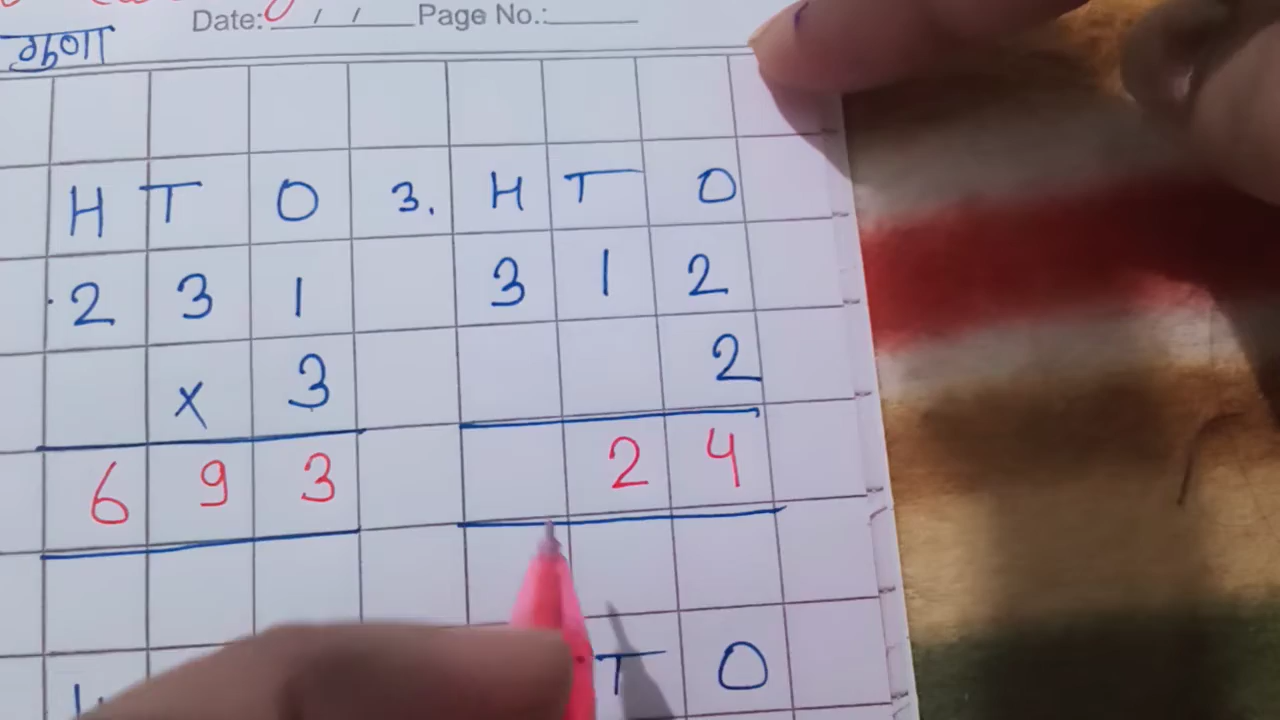 Date: / / Page No.:
गुणा
H T O 3. H T O
2 3 1 3 1 2
x 3 2
6 9 3 2 4
T O